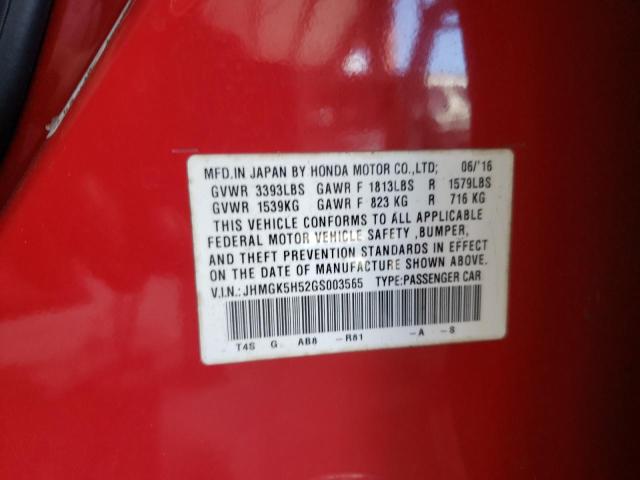 MFD.IN JAPAN BY HONDA MOTOR CO.,LTD; 06/'16
GVWR 3393LBS GAWR F 1813LBS R 1579LBS
GVWR 1539KG GAWR F 823 KG R 716 KG
THIS VEHICLE CONFORMS TO ALL APPLICABLE
FEDERAL MOTOR VEHICLE SAFETY ,BUMPER,
AND THEFT PREVENTION STANDARDS IN EFFECT
ON THE DATE OF MANUFACTURE SHOWN ABOVE.
V.I.N.: JHMGK5H52GS003565 TYPE:PASSENGER CAR
T4S G AB8 -R81 -A -S